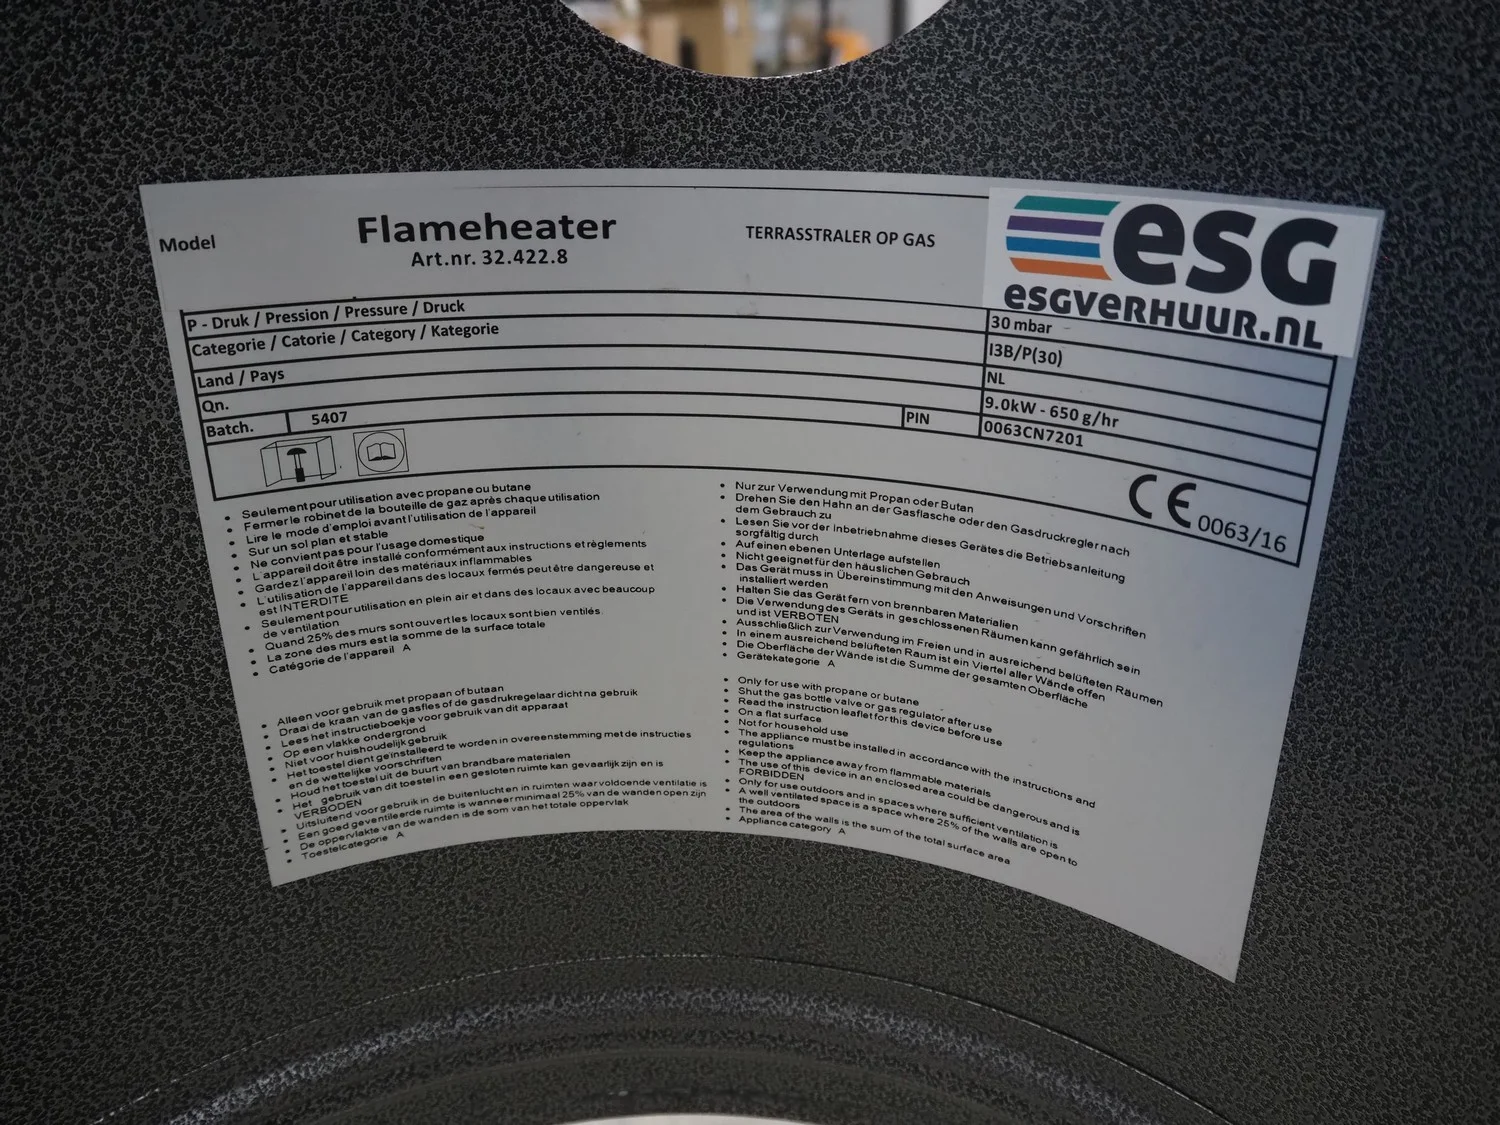 Model
Flameheater
Art.nr. 32.422.8
TERRASSTRALER OP GAS
esg
esgverhuur.nl
P - Druk / Pression / Pressure / Druck 30 mbar
Categorie / Catorie / Category / Kategorie I3B/P(30)
Land / Pays NL
Qn. 9.0kW - 650 g/hr
Batch. 5407 PIN 0063CN7201
CE 0063/16
• Seulement pour utilisation avec propane ou butane
• Fermer le robinet de la bouteille de gaz après chaque utilisation
• Lire le mode d'emploi avant l'utilisation de l'appareil
• Sur un sol plan et stable
• Ne convient pas pour l'usage domestique
• L'appareil doit être installé conformément aux instructions et règlements
• Gardez l'appareil loin des matériaux inflammables
• L'utilisation de l'appareil dans des locaux fermés peut être dangereuse et
est INTERDITE
• Seulement pour utilisation en plein air et dans des locaux avec beaucoup
de ventilation
• Quand 25% des murs sont ouvert les locaux sont bien ventilés.
• La zone des murs est la somme de la surface totale
• Catégorie de l'appareil A
• Alleen voor gebruik met propaan of butaan
• Draai de kraan van de gasfles of de gasdrukregelaar dicht na gebruik
• Lees het instructieboekje voor gebruik van dit apparaat
• Op een vlakke ondergrond
• Niet voor huishoudelijk gebruik
• Het toestel dient geïnstalleerd te worden in overeenstemming met de instructies
en de wettelijke voorschriften
• Houd het toestel uit de buurt van brandbare materialen
• Het gebruik van dit toestel in een gesloten ruimte kan gevaarlijk zijn en is
VERBODEN
• Uitsluitend voor gebruik in de buitenlucht en in ruimten waar voldoende ventilatie is
• Een goed geventileerde ruimte is wanneer minimaal 25% van de wanden open zijn
• De oppervlakte van de wanden is de som van het totale oppervlak
• Toestelcategorie A
• Nur zur Verwendung mit Propan oder Butan
• Drehen Sie den Hahn an der Gasflasche oder den Gasdruckregler nach
dem Gebrauch zu
• Lesen Sie vor der Inbetriebnahme dieses Gerätes die Betriebsanleitung
sorgfältig durch
• Auf einen ebenen Unterlage aufstellen
• Nicht geeignet für den häuslichen Gebrauch
• Das Gerät muss in Übereinstimmung mit den Anweisungen und Vorschriften
installiert werden
• Halten Sie das Gerät fern von brennbaren Materialien
• Die Verwendung des Geräts in geschlossenen Räumen kann gefährlich sein
und ist VERBOTEN
• Ausschließlich zur Verwendung im Freien und in ausreichend belüfteten Räumen
• In einem ausreichend belüfteten Raum ist ein Viertel aller Wände offen
• Die Oberfläche der Wände ist die Summe der gesamten Oberfläche
• Gerätekategorie A
• Only for use with propane or butane
• Shut the gas bottle valve or gas regulator after use
• Read the instruction leaflet for this device before use
• On a flat surface
• Not for household use
• The appliance must be installed in accordance with the instructions and
regulations
• Keep the appliance away from flammable materials
• The use of this device in an enclosed area could be dangerous and is
FORBIDDEN
• Only for use outdoors and in spaces where sufficient ventilation is
• A well ventilated space is a space where 25% of the walls are open to
the outdoors
• The area of the walls is the sum of the total surface area
• Appliance category A